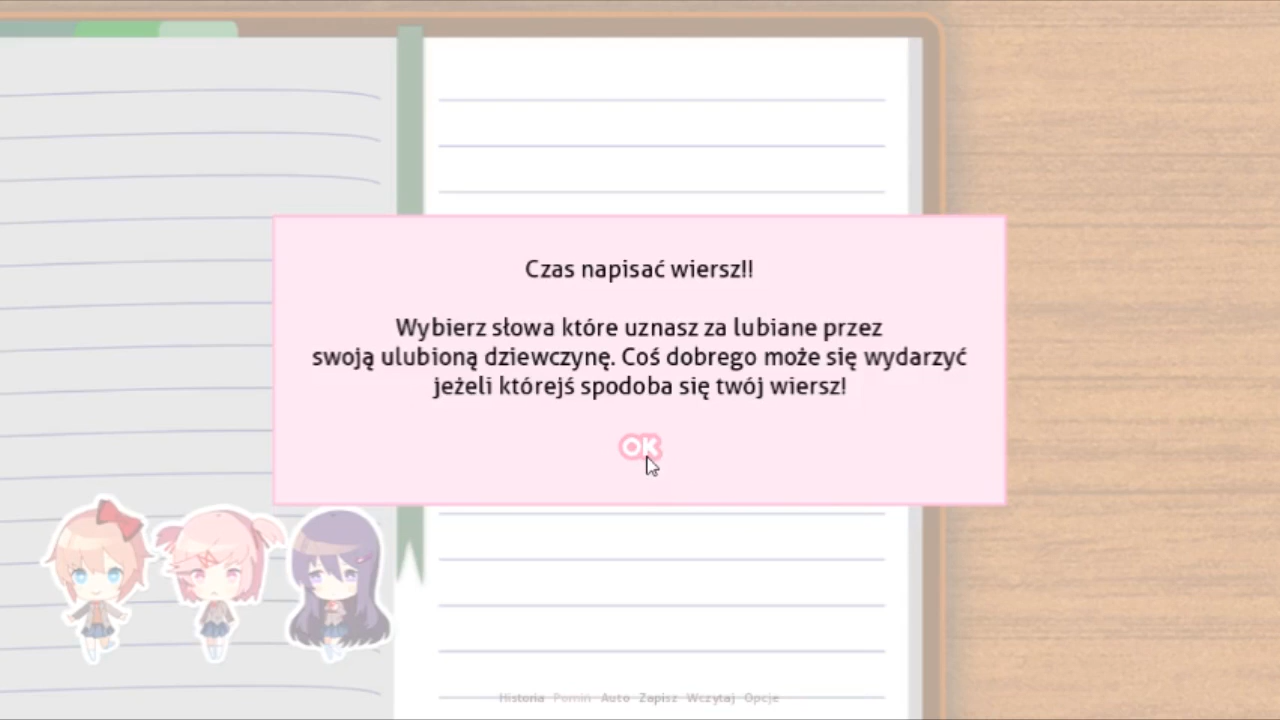 Czas napisać wiersz!!
Wybierz słowa które uznasz za lubiane przez
swoją ulubioną dziewczynę. Coś dobrego może się wydarzyć
jeżeli którejś spodoba się twój wiersz!
OK
Historia Pomiń Auto Zapisz Wczytaj Opcje